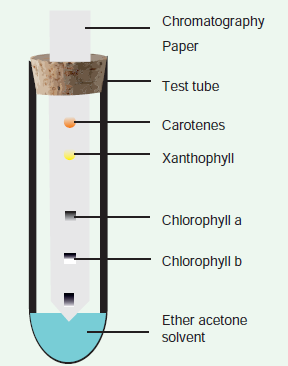 Chromatography
Paper
Test tube
Carotenes
Xanthophyll
Chlorophyll a
Chlorophyll b
Ether acetone
solvent